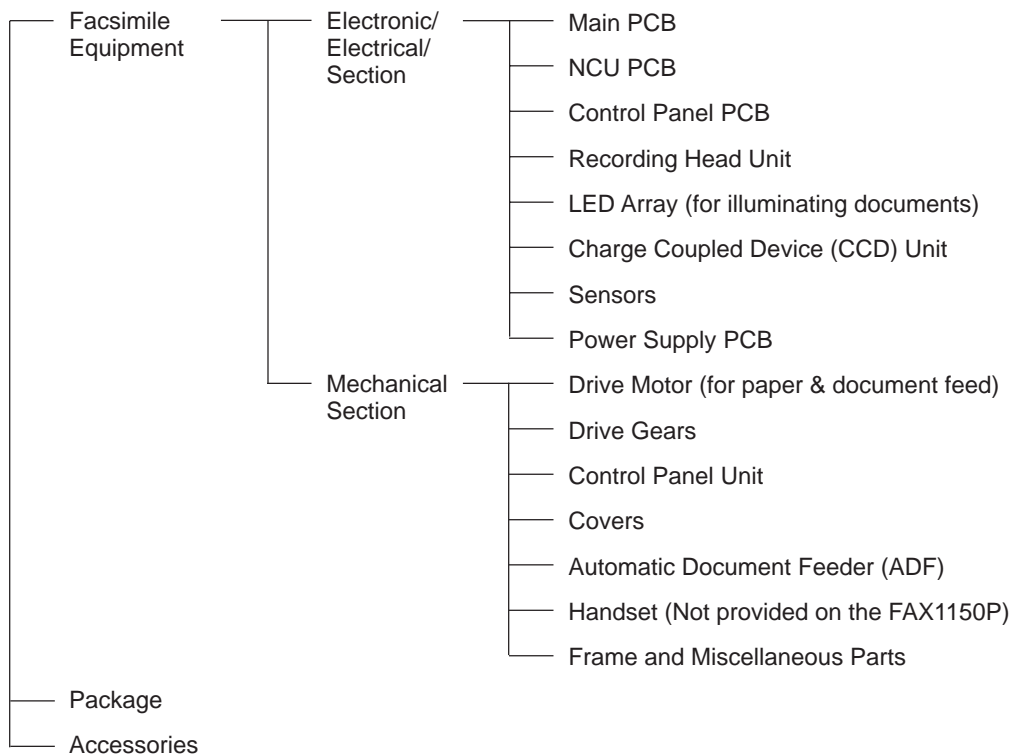 Facsimile
Equipment
Electronic/
Electrical/
Section
Main PCB
NCU PCB
Control Panel PCB
Recording Head Unit
LED Array (for illuminating documents)
Charge Coupled Device (CCD) Unit
Sensors
Power Supply PCB
Mechanical
Section
Drive Motor (for paper & document feed)
Drive Gears
Control Panel Unit
Covers
Automatic Document Feeder (ADF)
Handset (Not provided on the FAX1150P)
Frame and Miscellaneous Parts
Package
Accessories